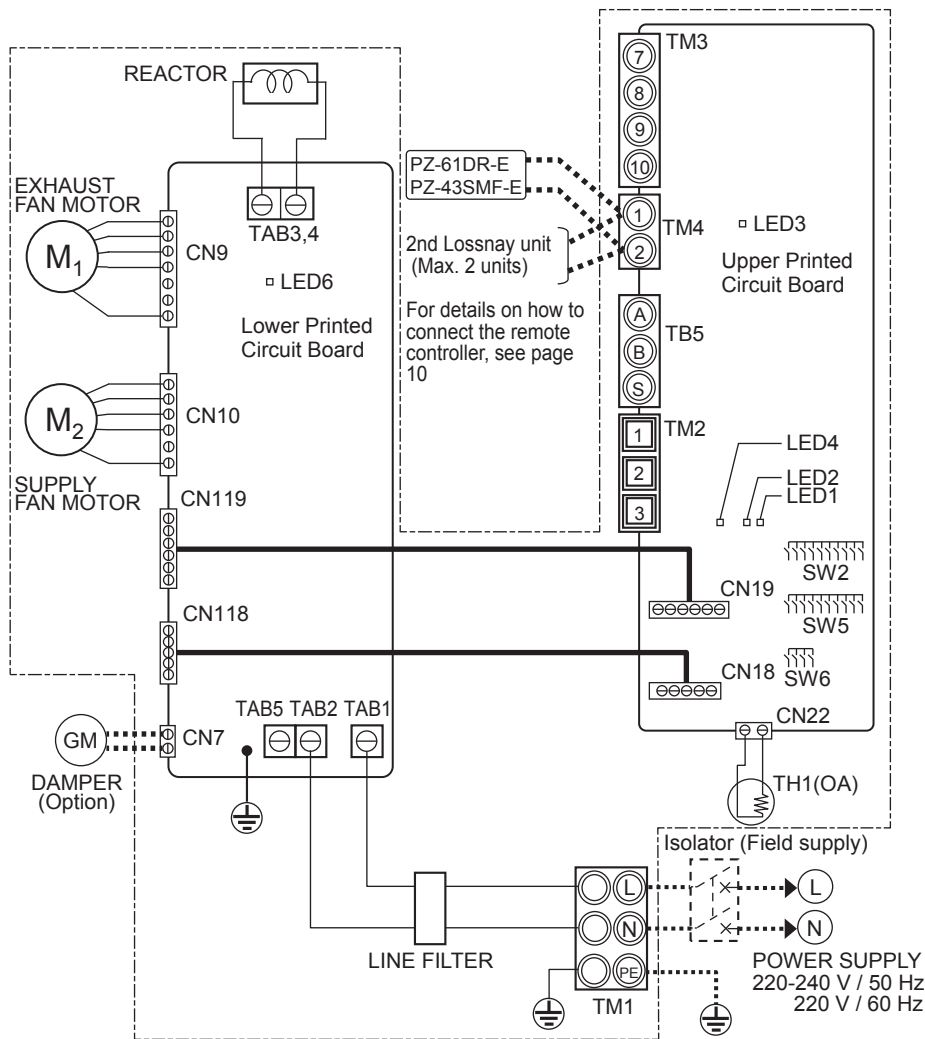 REACTOR
EXHAUST
FAN MOTOR
M1
CN9
TAB3,4
LED6
Lower Printed
Circuit Board
M2
CN10
SUPPLY
FAN MOTOR
CN119
CN118
TAB5 TAB2 TAB1
GM
CN7
DAMPER
(Option)
PZ-61DR-E
PZ-43SMF-E
2nd Lossnay unit
(Max. 2 units)
For details on how to
connect the remote
controller, see page
10
TM3
7
8
9
10
1
2
TM4
LED3
Upper Printed
Circuit Board
A
B
S
TB5
TM2
1
2
3
LED4
LED2
LED1
SW2
CN19
SW5
CN18
SW6
CN22
TH1(OA)
Isolator (Field supply)
L
L
N
N
LINE FILTER
PE
TM1
POWER SUPPLY
220-240 V / 50 Hz
220 V / 60 Hz